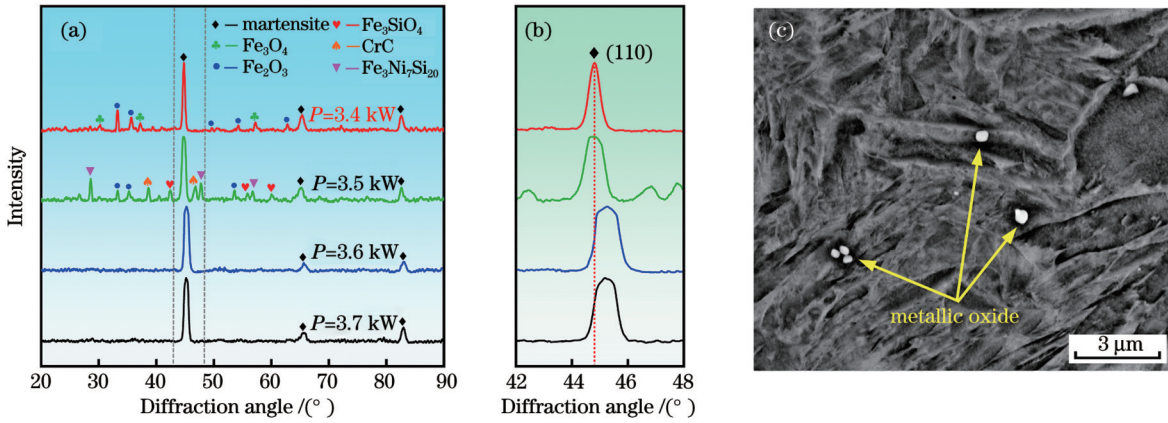 (a)
♦ — martensite
♥ — Fe₃SiO₄
♣ — Fe₃O₄
♠ — CrC
● — Fe₂O₃
▼ — Fe₃Ni₇Si₂₀
P=3.4 kW
P=3.5 kW
P=3.6 kW
P=3.7 kW
Intensity
20 30 40 50 60 70 80 90
Diffraction angle /(°)
(b)
♦ (110)
42 44 46 48
Diffraction angle /(°)
(c)
metallic oxide
3 μm